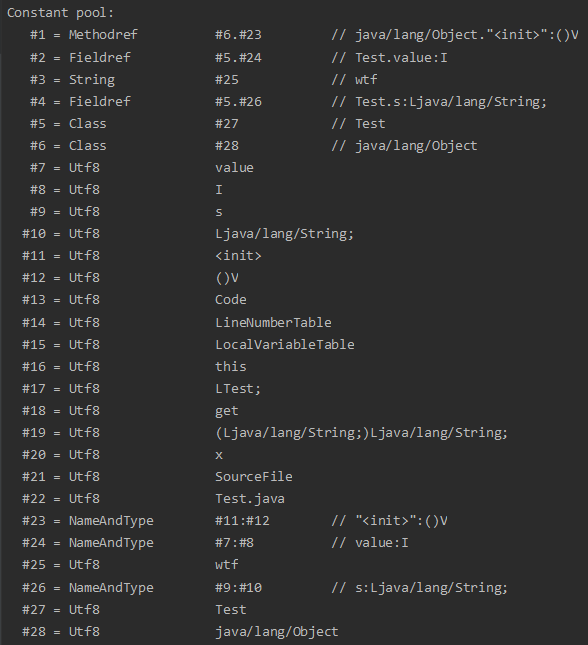 Constant pool:
   #1 = Methodref          #6.#23         // java/lang/Object."<init>":()V
   #2 = Fieldref           #5.#24         // Test.value:I
   #3 = String             #25            // wtf
   #4 = Fieldref           #5.#26         // Test.s:Ljava/lang/String;
   #5 = Class              #27            // Test
   #6 = Class              #28            // java/lang/Object
   #7 = Utf8               value
   #8 = Utf8               I
   #9 = Utf8               s
  #10 = Utf8               Ljava/lang/String;
  #11 = Utf8               <init>
  #12 = Utf8               ()V
  #13 = Utf8               Code
  #14 = Utf8               LineNumberTable
  #15 = Utf8               LocalVariableTable
  #16 = Utf8               this
  #17 = Utf8               LTest;
  #18 = Utf8               get
  #19 = Utf8               (Ljava/lang/String;)Ljava/lang/String;
  #20 = Utf8               x
  #21 = Utf8               SourceFile
  #22 = Utf8               Test.java
  #23 = NameAndType        #11:#12        // "<init>":()V
  #24 = NameAndType        #7:#8          // value:I
  #25 = Utf8               wtf
  #26 = NameAndType        #9:#10         // s:Ljava/lang/String;
  #27 = Utf8               Test
  #28 = Utf8               java/lang/Object